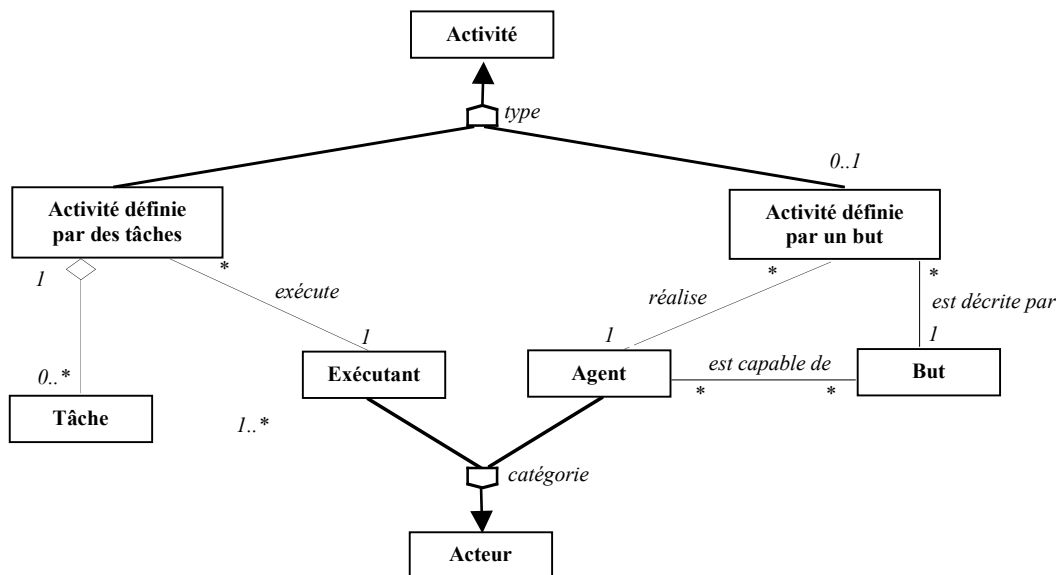 Activité
type
0..1
Activité définie
par des tâches
Activité définie
par un but
1
*
*
*
exécute
réalise
est décrite par
1
1
1
0..*
Exécutant
Agent
est capable de
But
*
*
Tâche
1..*
catégorie
Acteur